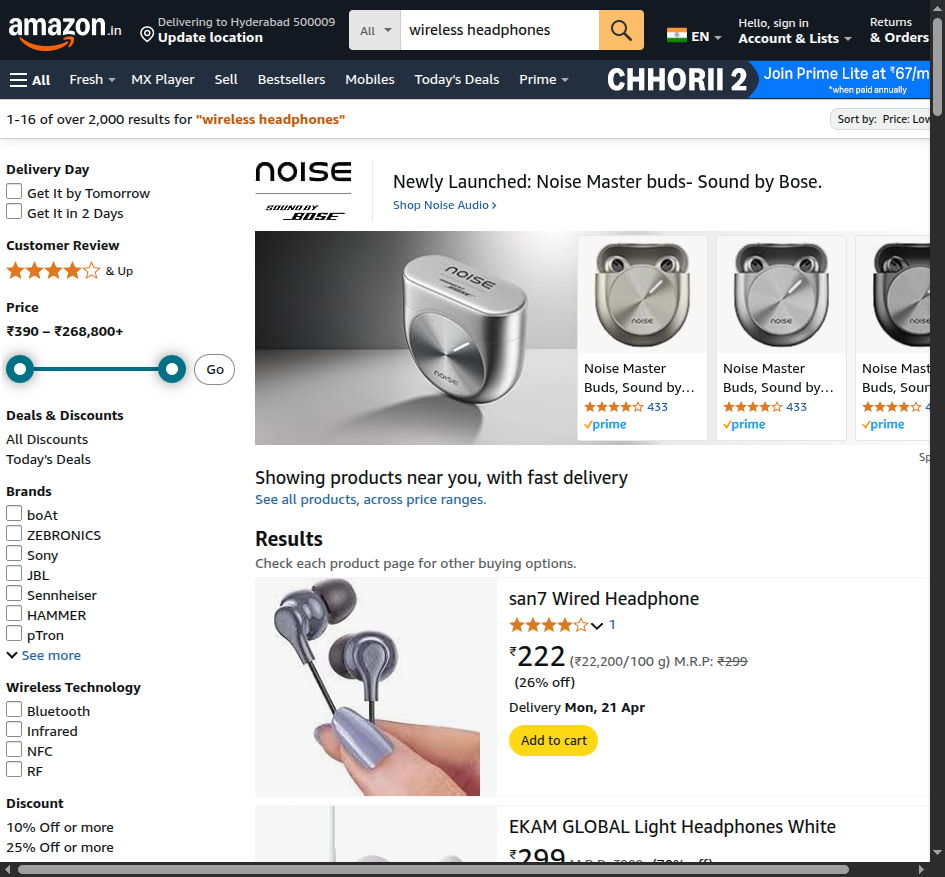 amazon.in
Delivering to Hyderabad 500009
Update location
All
wireless headphones
EN
Hello, sign in
Account & Lists
Returns
& Orders
All
Fresh
MX Player
Sell
Bestsellers
Mobiles
Today's Deals
Prime
CHHORII 2
Join Prime Lite at ₹67/m
*when paid annually
1-16 of over 2,000 results for "wireless headphones"
Sort by: Price: Low
Delivery Day
Get It by Tomorrow
Get It in 2 Days
Customer Review
& Up
Price
₹390 – ₹268,800+
Go
Deals & Discounts
All Discounts
Today's Deals
Brands
boAt
ZEBRONICS
Sony
JBL
Sennheiser
HAMMER
pTron
See more
Wireless Technology
Bluetooth
Infrared
NFC
RF
Discount
10% Off or more
25% Off or more
noise
SOUND BY
BOSE
Newly Launched: Noise Master buds- Sound by Bose.
Shop Noise Audio
noise
noise
noise
noise
noise
Noise Master
Buds, Sound by…
433
prime
Noise Master
Buds, Sound by…
433
prime
Noise Mast
Buds, Soun
4
prime
Sp
Showing products near you, with fast delivery
See all products, across price ranges.
Results
Check each product page for other buying options.
san7 Wired Headphone
1
₹222 (₹22,200/100 g) M.R.P: ₹299
(26% off)
Delivery Mon, 21 Apr
Add to cart
EKAM GLOBAL Light Headphones White
₹299